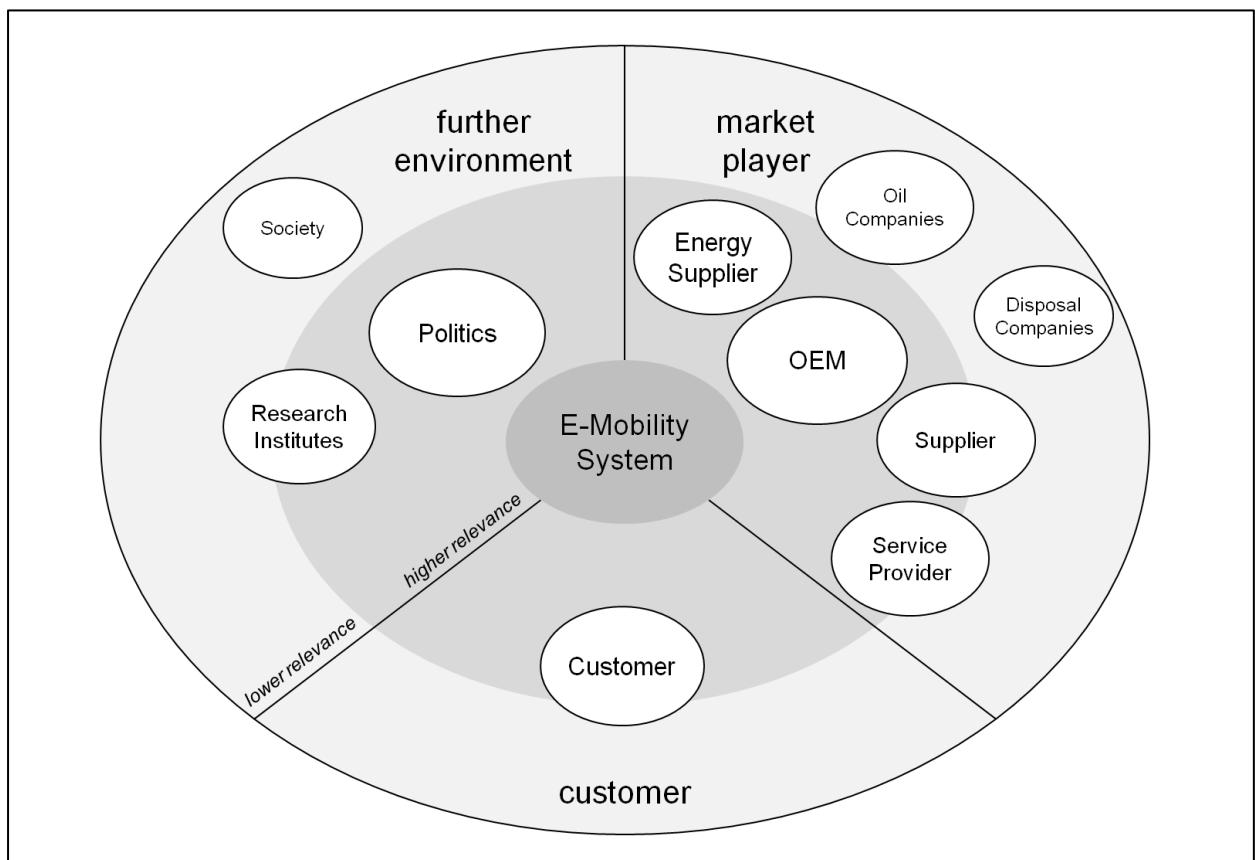 further
environment
market
player
Society
Oil
Companies
Energy
Supplier
Disposal
Companies
Politics
OEM
Research
Institutes
E-Mobility
System
Supplier
higher relevance
Service
Provider
lower relevance
Customer
customer